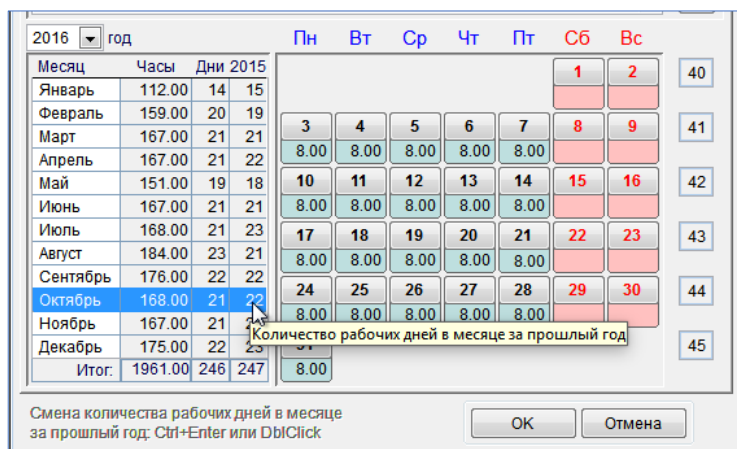 2016 год Пн Вт Ср Чт Пт Сб Вс
Месяц Часы Дни 2015
Январь 112.00 14 15
Февраль 159.00 20 19
Март 167.00 21 21
Апрель 167.00 21 22
Май 151.00 19 18
Июнь 167.00 21 21
Июль 168.00 21 23
Август 184.00 23 21
Сентябрь 176.00 22 22
Октябрь 168.00 21 22
Ноябрь 167.00 21
Декабрь 175.00 22 23
Итог: 1961.00 246 247
1 2 40
3 4 5 6 7 8 9 41
8.00 8.00 8.00 8.00 8.00
10 11 12 13 14 15 16 42
8.00 8.00 8.00 8.00 8.00
17 18 19 20 21 22 23 43
8.00 8.00 8.00 8.00 8.00
24 25 26 27 28 29 30 44
8.00 8.00 8.00 8.00 8.00
Количество рабочих дней в месяце за прошлый год
31 45
8.00
Смена количества рабочих дней в месяце
за прошлый год: Ctrl+Enter или DblClick
OK Отмена